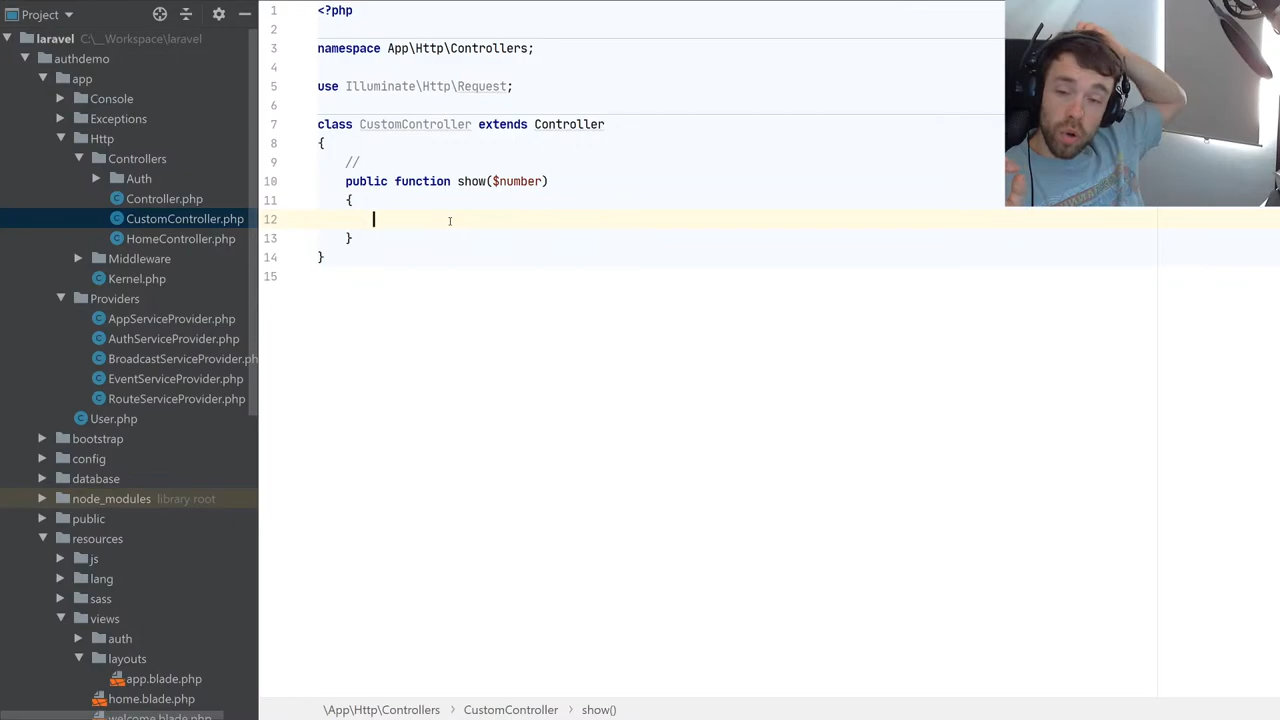 Project
laravel C:\__Workspace\laravel
authdemo
app
Console
Exceptions
Http
Controllers
Auth
Controller.php
CustomController.php
HomeController.php
Middleware
Kernel.php
Providers
AppServiceProvider.php
AuthServiceProvider.php
BroadcastServiceProvider.ph
EventServiceProvider.php
RouteServiceProvider.php
User.php
bootstrap
config
database
node_modules library root
public
resources
js
lang
sass
views
auth
layouts
app.blade.php
home.blade.php
welcome.blade.php
1 <?php
2
3 namespace App\Http\Controllers;
4
5 use Illuminate\Http\Request;
6
7 class CustomController extends Controller
8 {
9 //
10 public function show($number)
11 {
12
13 }
14 }
15
\App\Http\Controllers > CustomController > show()